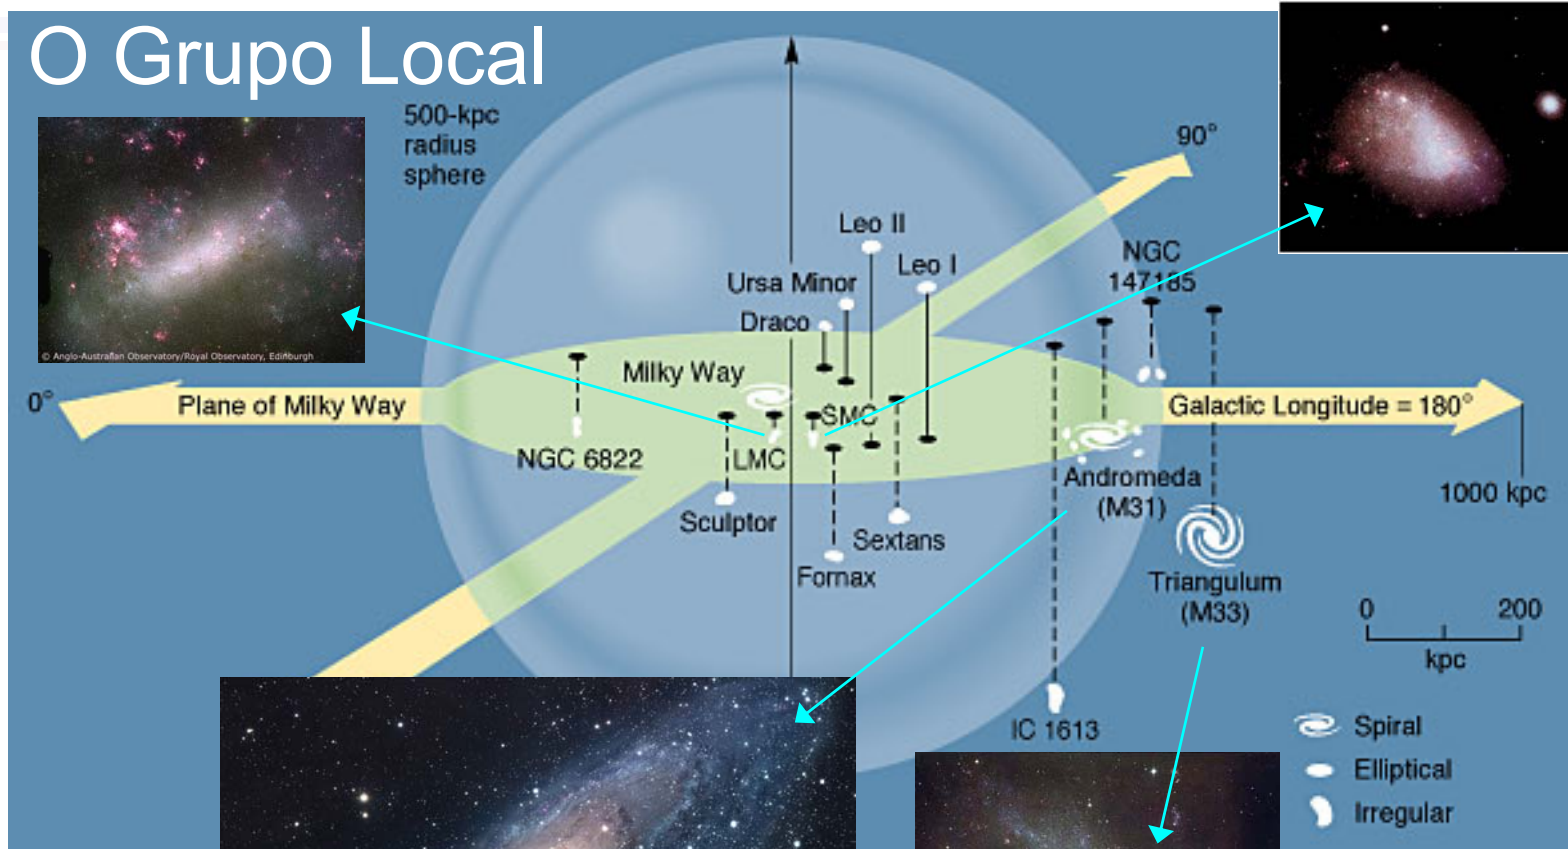 O Grupo Local
500-kpc
radius
sphere
© Anglo-Australian Observatory/Royal Observatory, Edinburgh
90°
Leo II
Leo I
NGC
147185
Ursa Minor
Draco
Milky Way
0°
Plane of Milky Way
SMC
Galactic Longitude = 180°
NGC 6822
LMC
Andromeda
(M31)
1000 kpc
Sculptor
Sextans
Fornax
Triangulum
(M33)
0 200
kpc
IC 1613
Spiral
Elliptical
Irregular